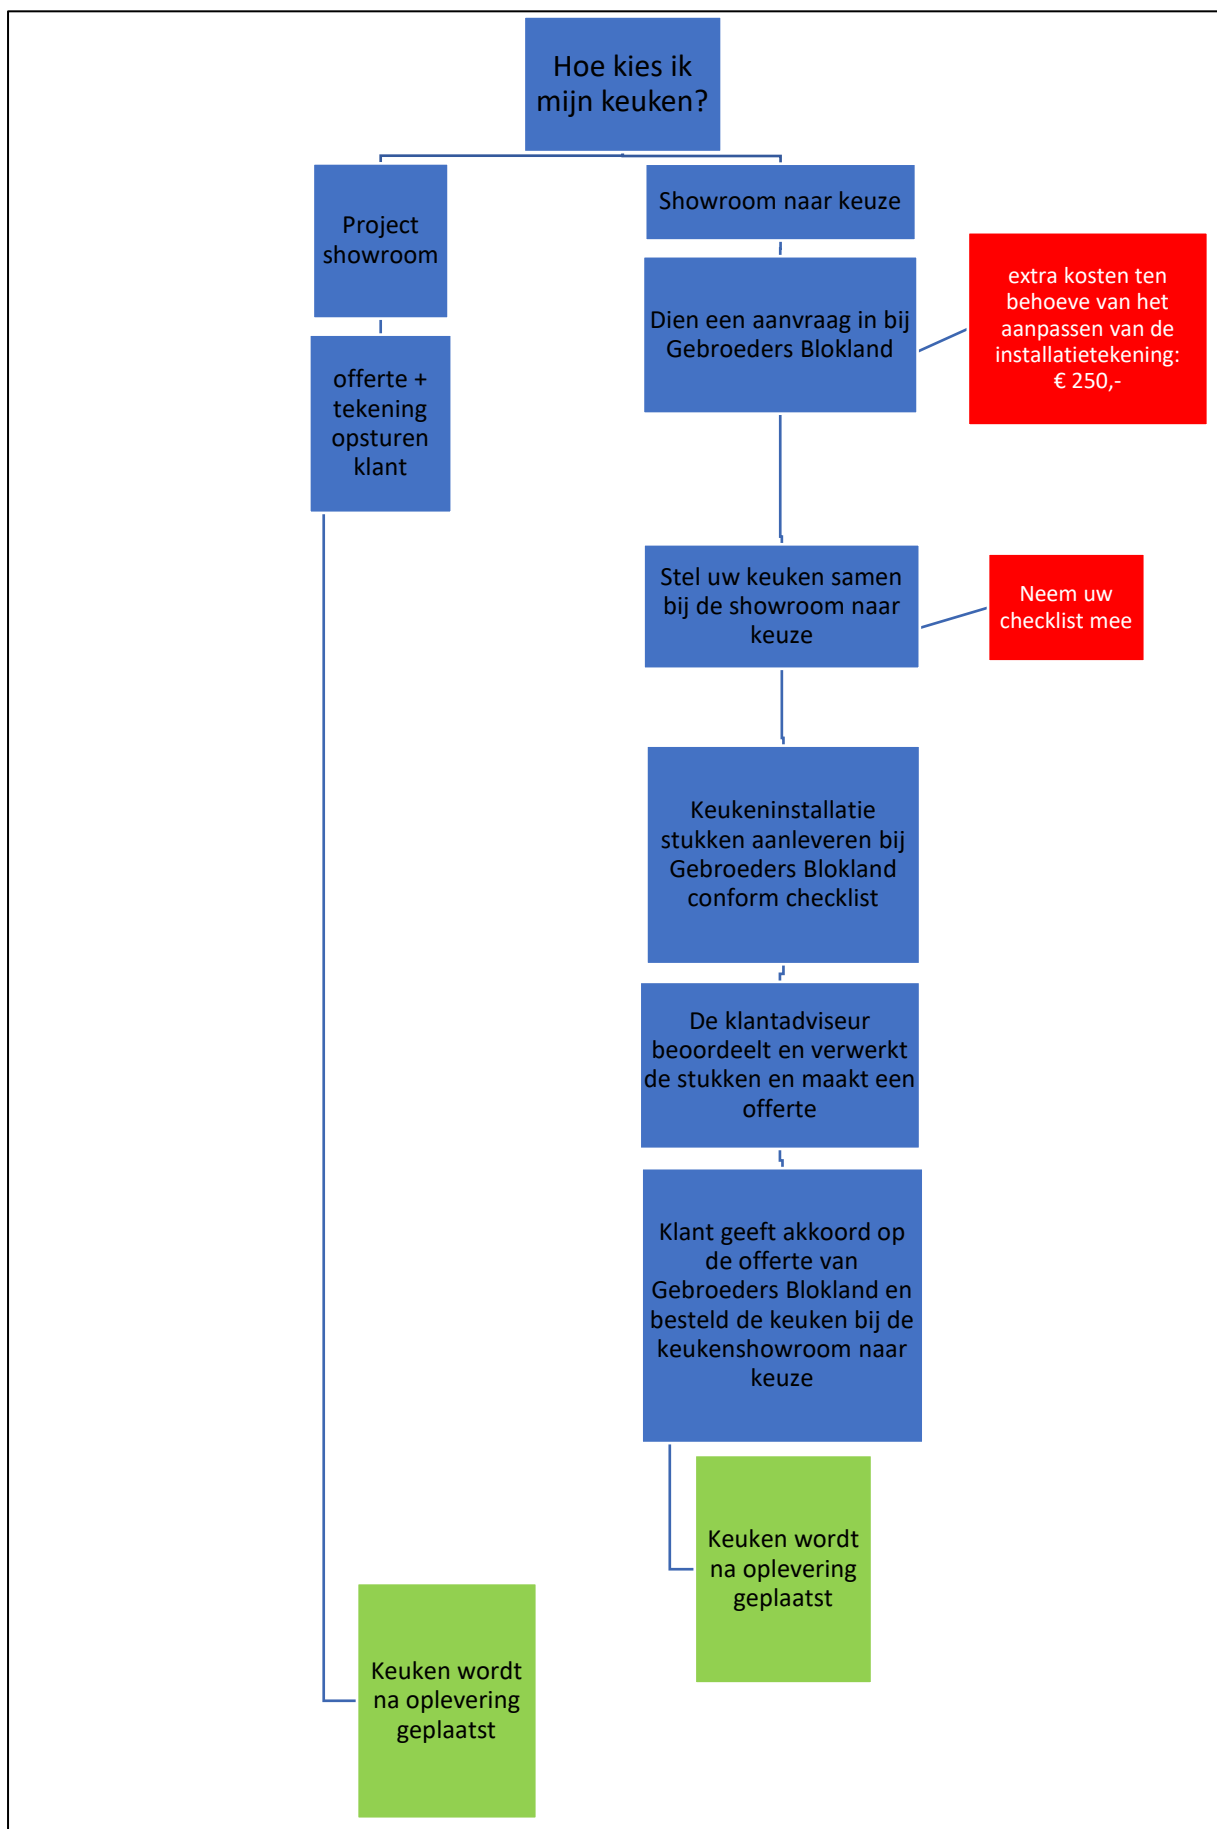 Hoe kies ik
mijn keuken?
Project
showroom
offerte +
tekening
opsturen
klant
Keuken wordt
na oplevering
geplaatst
Showroom naar keuze
Dien een aanvraag in bij
Gebroeders Blokland
extra kosten ten
behoeve van het
aanpassen van de
installatietekening:
€ 250,-
Stel uw keuken samen
bij de showroom naar
keuze
Neem uw
checklist mee
Keukeninstallatie
stukken aanleveren bij
Gebroeders Blokland
conform checklist
De klantadviseur
beoordeelt en verwerkt
de stukken en maakt een
offerte
Klant geeft akkoord op
de offerte van
Gebroeders Blokland en
besteld de keuken bij de
keukenshowroom naar
keuze
Keuken wordt
na oplevering
geplaatst